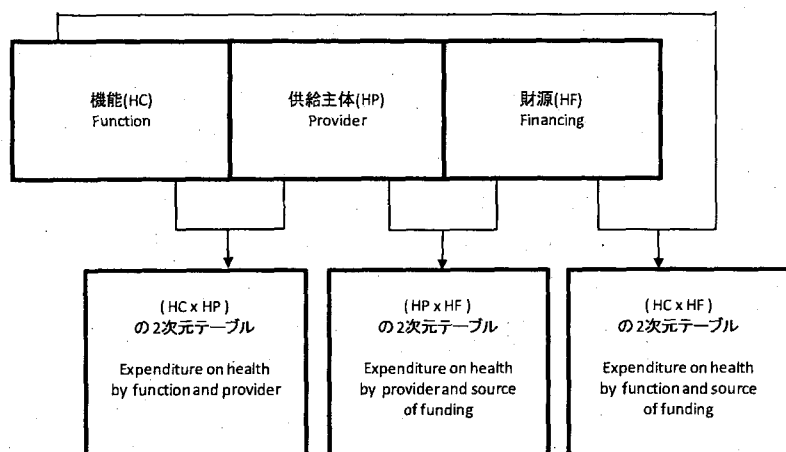 機能(HC)
Function
供給主体(HP)
Provider
財源(HF)
Financing
(HC x HP)
の2次元テーブル
Expenditure on health
by function and provider
(HP x HF)
の2次元テーブル
Expenditure on health
by provider and source
of funding
(HC x HF)
の2次元テーブル
Expenditure on health
by function and source
of funding